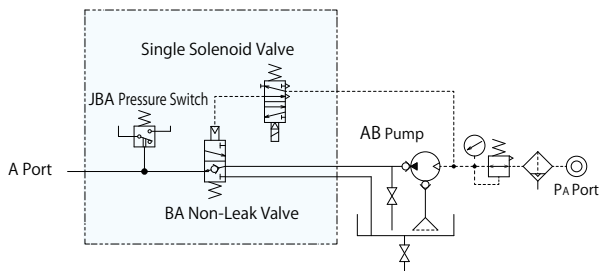 Single Solenoid Valve
JBA Pressure Switch
AB Pump
A Port
PA Port
BA Non-Leak Valve